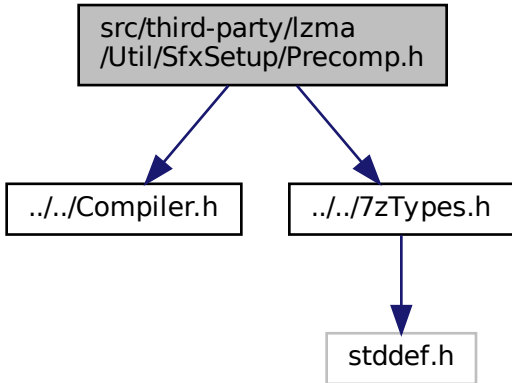 src/third-party/lzma
/Util/SfxSetup/Precomp.h
../../Compiler.h
../../7zTypes.h
stddef.h